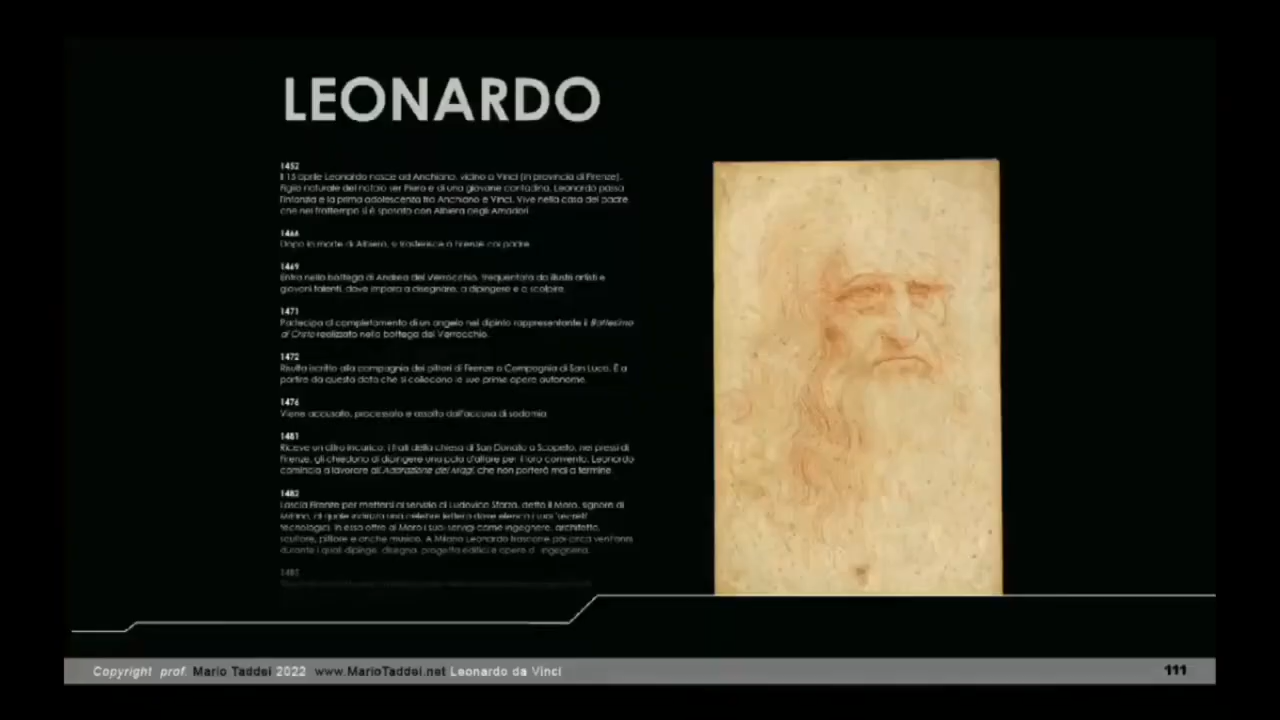 LEONARDO
1452
Il 15 aprile Leonardo nasce ad Anchiano, vicino a Vinci (in provincia di Firenze).
Figlio naturale del notaio ser Piero e di una giovane contadina, Leonardo passa
l'infanzia e la prima adolescenza tra Anchiano e Vinci. Vive nella casa del padre
che nel frattempo si è sposato con Albiera degli Amadori
1466
Dopo la morte di Albiera, si trasferisce a Firenze col padre
1469
Entra nella bottega di Andrea del Verrocchio, frequentata da illustri artisti e
giovani talenti, dove impara a disegnare, a dipingere e a scolpire.
1471
Partecipa al completamento di un angelo nel dipinto rappresentante il Battesimo
di Cristo realizzato nella bottega del Verrocchio.
1472
Risulta iscritto alla compagnia dei pittori di Firenze o Compagnia di San Luca. È a
partire da questa data che si collocano le sue prime opere autonome.
1476
Viene accusato, processato e assolto dall'accusa di sodomia
1481
Riceve un altro incarico: i frati della chiesa di San Donato a Scopeto, nei pressi di
Firenze, gli chiedono di dipingere una pala d'altare per il loro convento. Leonardo
comincia a lavorare all'Adorazione dei Magi, che non porterà mai a termine.
1482
Lascia Firenze per mettersi al servizio di Ludovico Sforza, detto il Moro, signore di
Milano, al quale indirizza una celebre lettera dove elenca i suoi "segreti
tecnologici. In essa offre al Moro i suoi servigi come ingegnere, architetto,
scultore, pittore e anche musico. A Milano Leonardo trascorre poi circa vent'anni
durante i quali dipinge, disegna, progetta edifici e opere di ingegneria.
1485
Copyright prof. Mario Taddei 2022 www.MarioTaddei.net Leonardo da Vinci
111